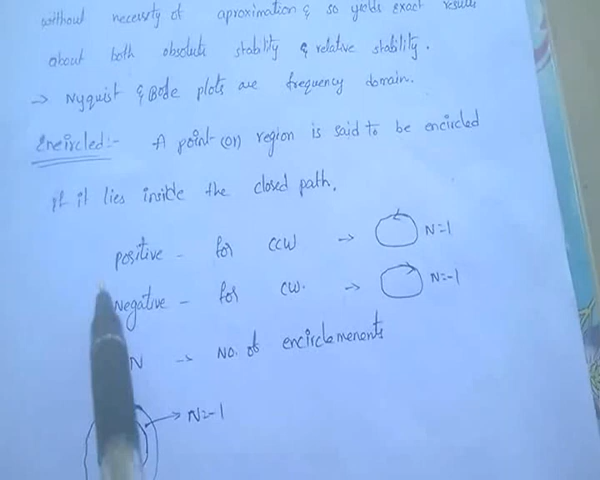 without necessity of aproximation & so yields exact results
about both absolute stability & relative stability.
→ Nyquist & Bode plots are frequency domain.
Encircled:- A point (or) region is said to be encircled
if it lies inside the closed path.
positive - for CCW → N=1
Negative - for CW. → N=-1
N → No. of encirclemenents
→ N=-1